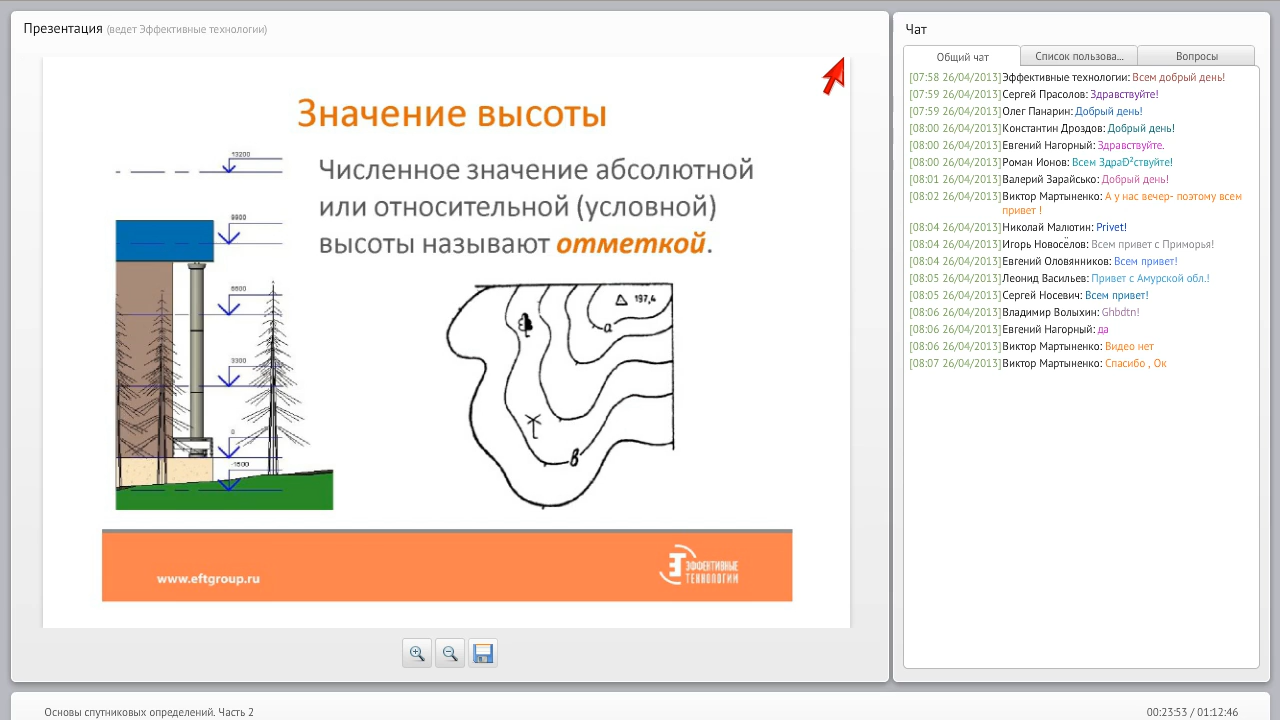 Презентация (ведет Эффективные технологии)
Значение высоты
Численное значение абсолютной
или относительной (условной)
высоты называют отметкой.
13200
9900
6600
3300
0
-1500
197,4
а
в
www.eftgroup.ru
ЭФФЕКТИВНЫЕ
ТЕХНОЛОГИИ
Чат
Общий чат
Список пользова...
Вопросы
[07:58 26/04/2013]Эффективные технологии: Всем добрый день!
[07:59 26/04/2013]Сергей Прасолов: Здравствуйте!
[07:59 26/04/2013]Олег Панарин: Добрый день!
[08:00 26/04/2013]Константин Дроздов: Добрый день!
[08:00 26/04/2013]Евгений Нагорный: Здравствуйте.
[08:00 26/04/2013]Роман Ионов: Всем ЗдраÐ²ствуйте!
[08:01 26/04/2013]Валерий Зарайсько: Добрый день!
[08:02 26/04/2013]Виктор Мартыненко: А у нас вечер- поэтому всем
привет !
[08:04 26/04/2013]Николай Малютин: Privet!
[08:04 26/04/2013]Игорь Новосёлов: Всем привет с Приморья!
[08:04 26/04/2013]Евгений Оловянников: Всем привет!
[08:05 26/04/2013]Леонид Васильев: Привет с Амурской обл.!
[08:05 26/04/2013]Сергей Носевич: Всем привет!
[08:06 26/04/2013]Владимир Волыхин: Ghbdtn!
[08:06 26/04/2013]Евгений Нагорный: да
[08:06 26/04/2013]Виктор Мартыненко: Видео нет
[08:07 26/04/2013]Виктор Мартыненко: Спасибо , Ок
Основы спутниковых определений. Часть 2
00:23:53 / 01:12:46